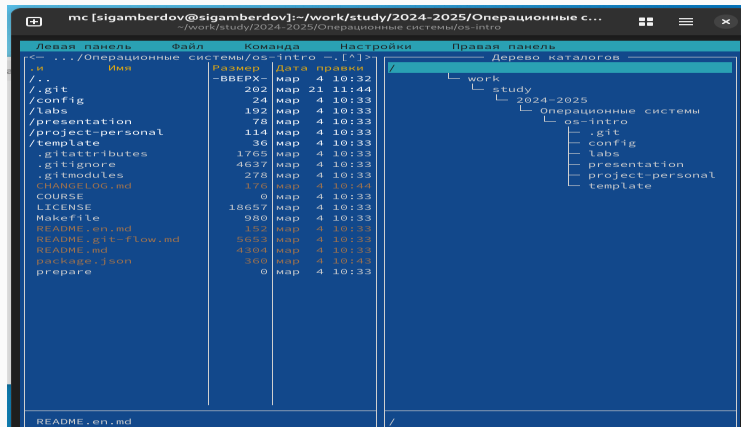 mc [sigamberdov@sigamberdov]:~/work/study/2024-2025/Операционные с...
~/work/study/2024-2025/Операционные системы/os-intro
Левая панель Файл Команда Настройки Правая панель
<— .../Операционные системы/os-intro —.[^]>
.и Имя Размер Дата правки
/.. -ВВЕРХ- мар 4 10:32
/.git 202 мар 21 11:44
/config 24 мар 4 10:33
/labs 192 мар 4 10:33
/presentation 78 мар 4 10:33
/project-personal 114 мар 4 10:33
/template 36 мар 4 10:33
.gitattributes 1765 мар 4 10:33
.gitignore 4637 мар 4 10:33
.gitmodules 278 мар 4 10:33
CHANGELOG.md 176 мар 4 10:44
COURSE 0 мар 4 10:33
LICENSE 18657 мар 4 10:33
Makefile 980 мар 4 10:33
README.en.md 152 мар 4 10:33
README.git-flow.md 5653 мар 4 10:33
README.md 4304 мар 4 10:33
package.json 360 мар 4 10:43
prepare 0 мар 4 10:33
README.en.md
Дерево каталогов
/
work
study
2024-2025
Операционные системы
os-intro
.git
config
labs
presentation
project-personal
template
/